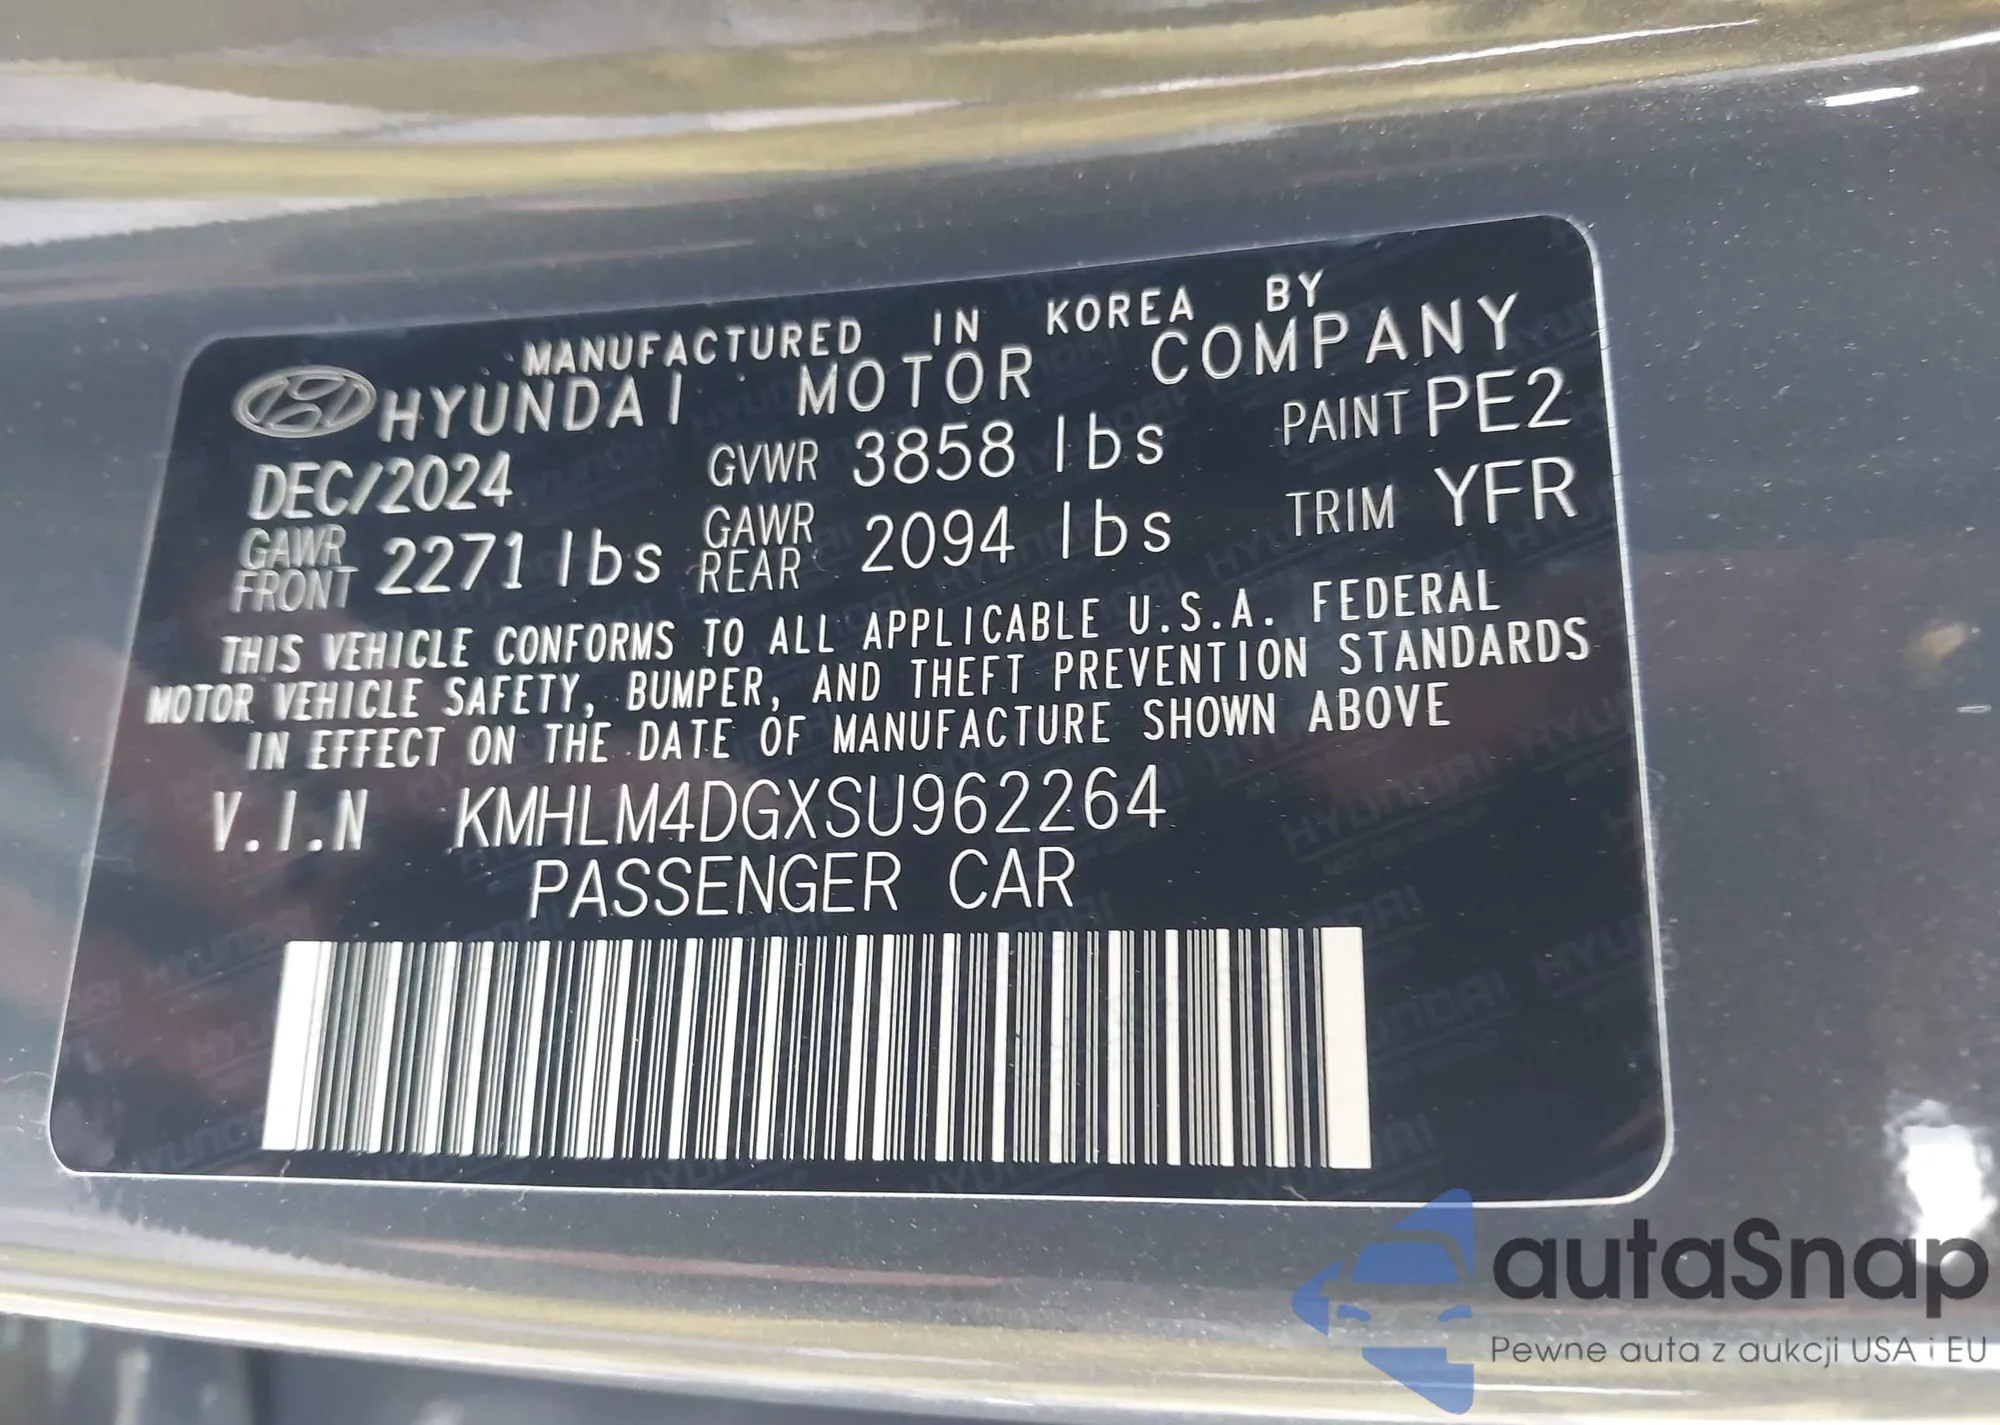 MANUFACTURED IN KOREA BY
HYUNDAI MOTOR COMPANY
DEC/2024 GVWR 3858 lbs PAINT PE2
GAWR FRONT 2271 lbs GAWR REAR 2094 lbs TRIM YFR
THIS VEHICLE CONFORMS TO ALL APPLICABLE U.S.A. FEDERAL
MOTOR VEHICLE SAFETY, BUMPER, AND THEFT PREVENTION STANDARDS
IN EFFECT ON THE DATE OF MANUFACTURE SHOWN ABOVE
V.I.N KMHLM4DGXSU962264
PASSENGER CAR
autaSnap
Pewne auta z aukcji USA i EU